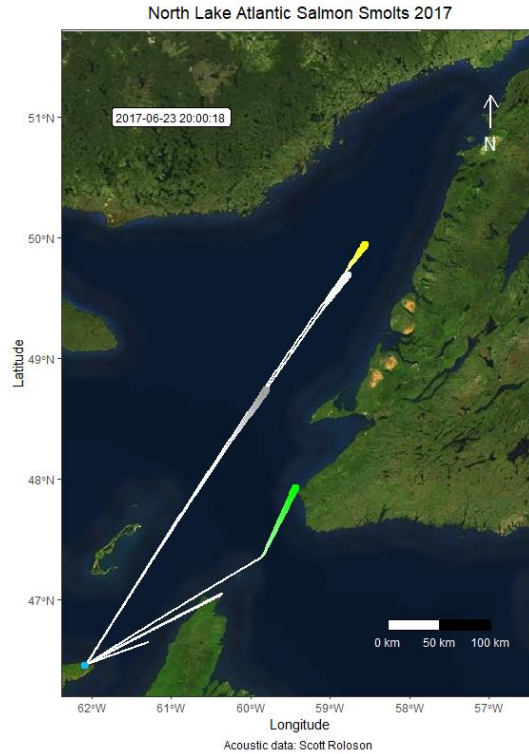 North Lake Atlantic Salmon Smolts 2017
2017-06-23 20:00:18
N
51°N
50°N
49°N
48°N
47°N
Latitude
0 km 50 km 100 km
62°W 61°W 60°W 59°W 58°W 57°W
Longitude
Acoustic data: Scott Roloson